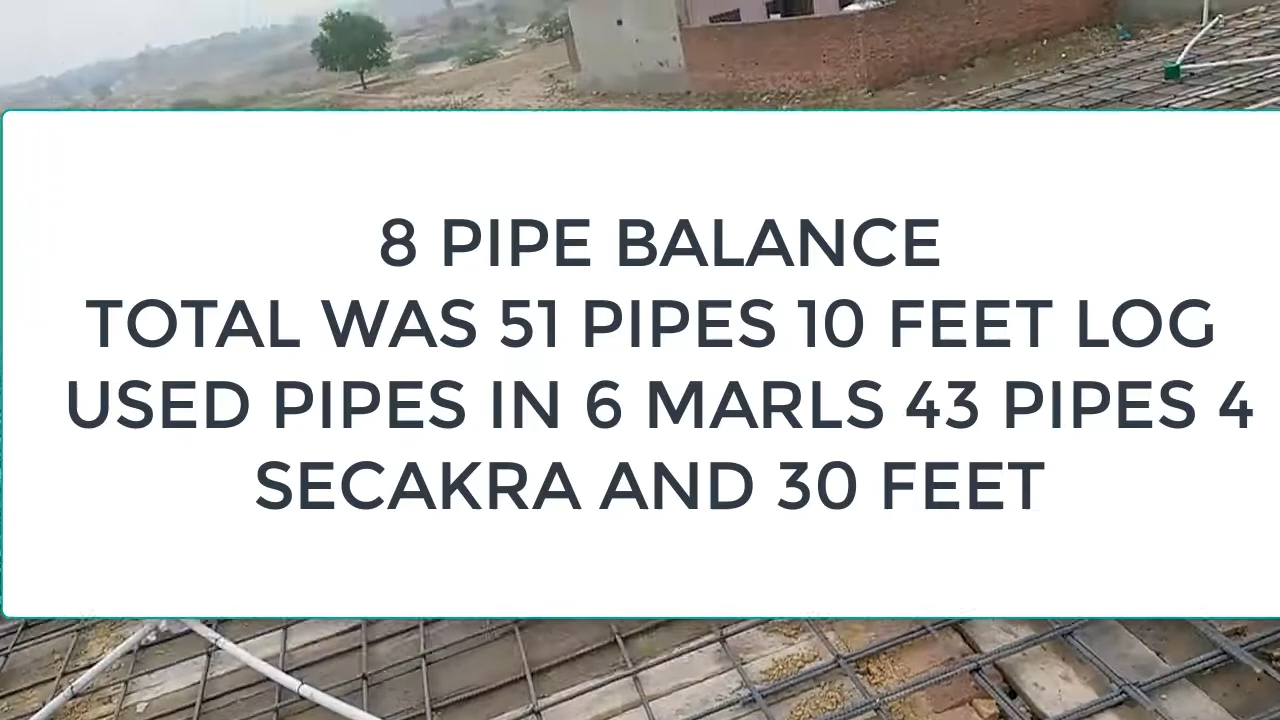 8 PIPE BALANCE
TOTAL WAS 51 PIPES 10 FEET LOG
USED PIPES IN 6 MARLS 43 PIPES 4
SECAKRA AND 30 FEET